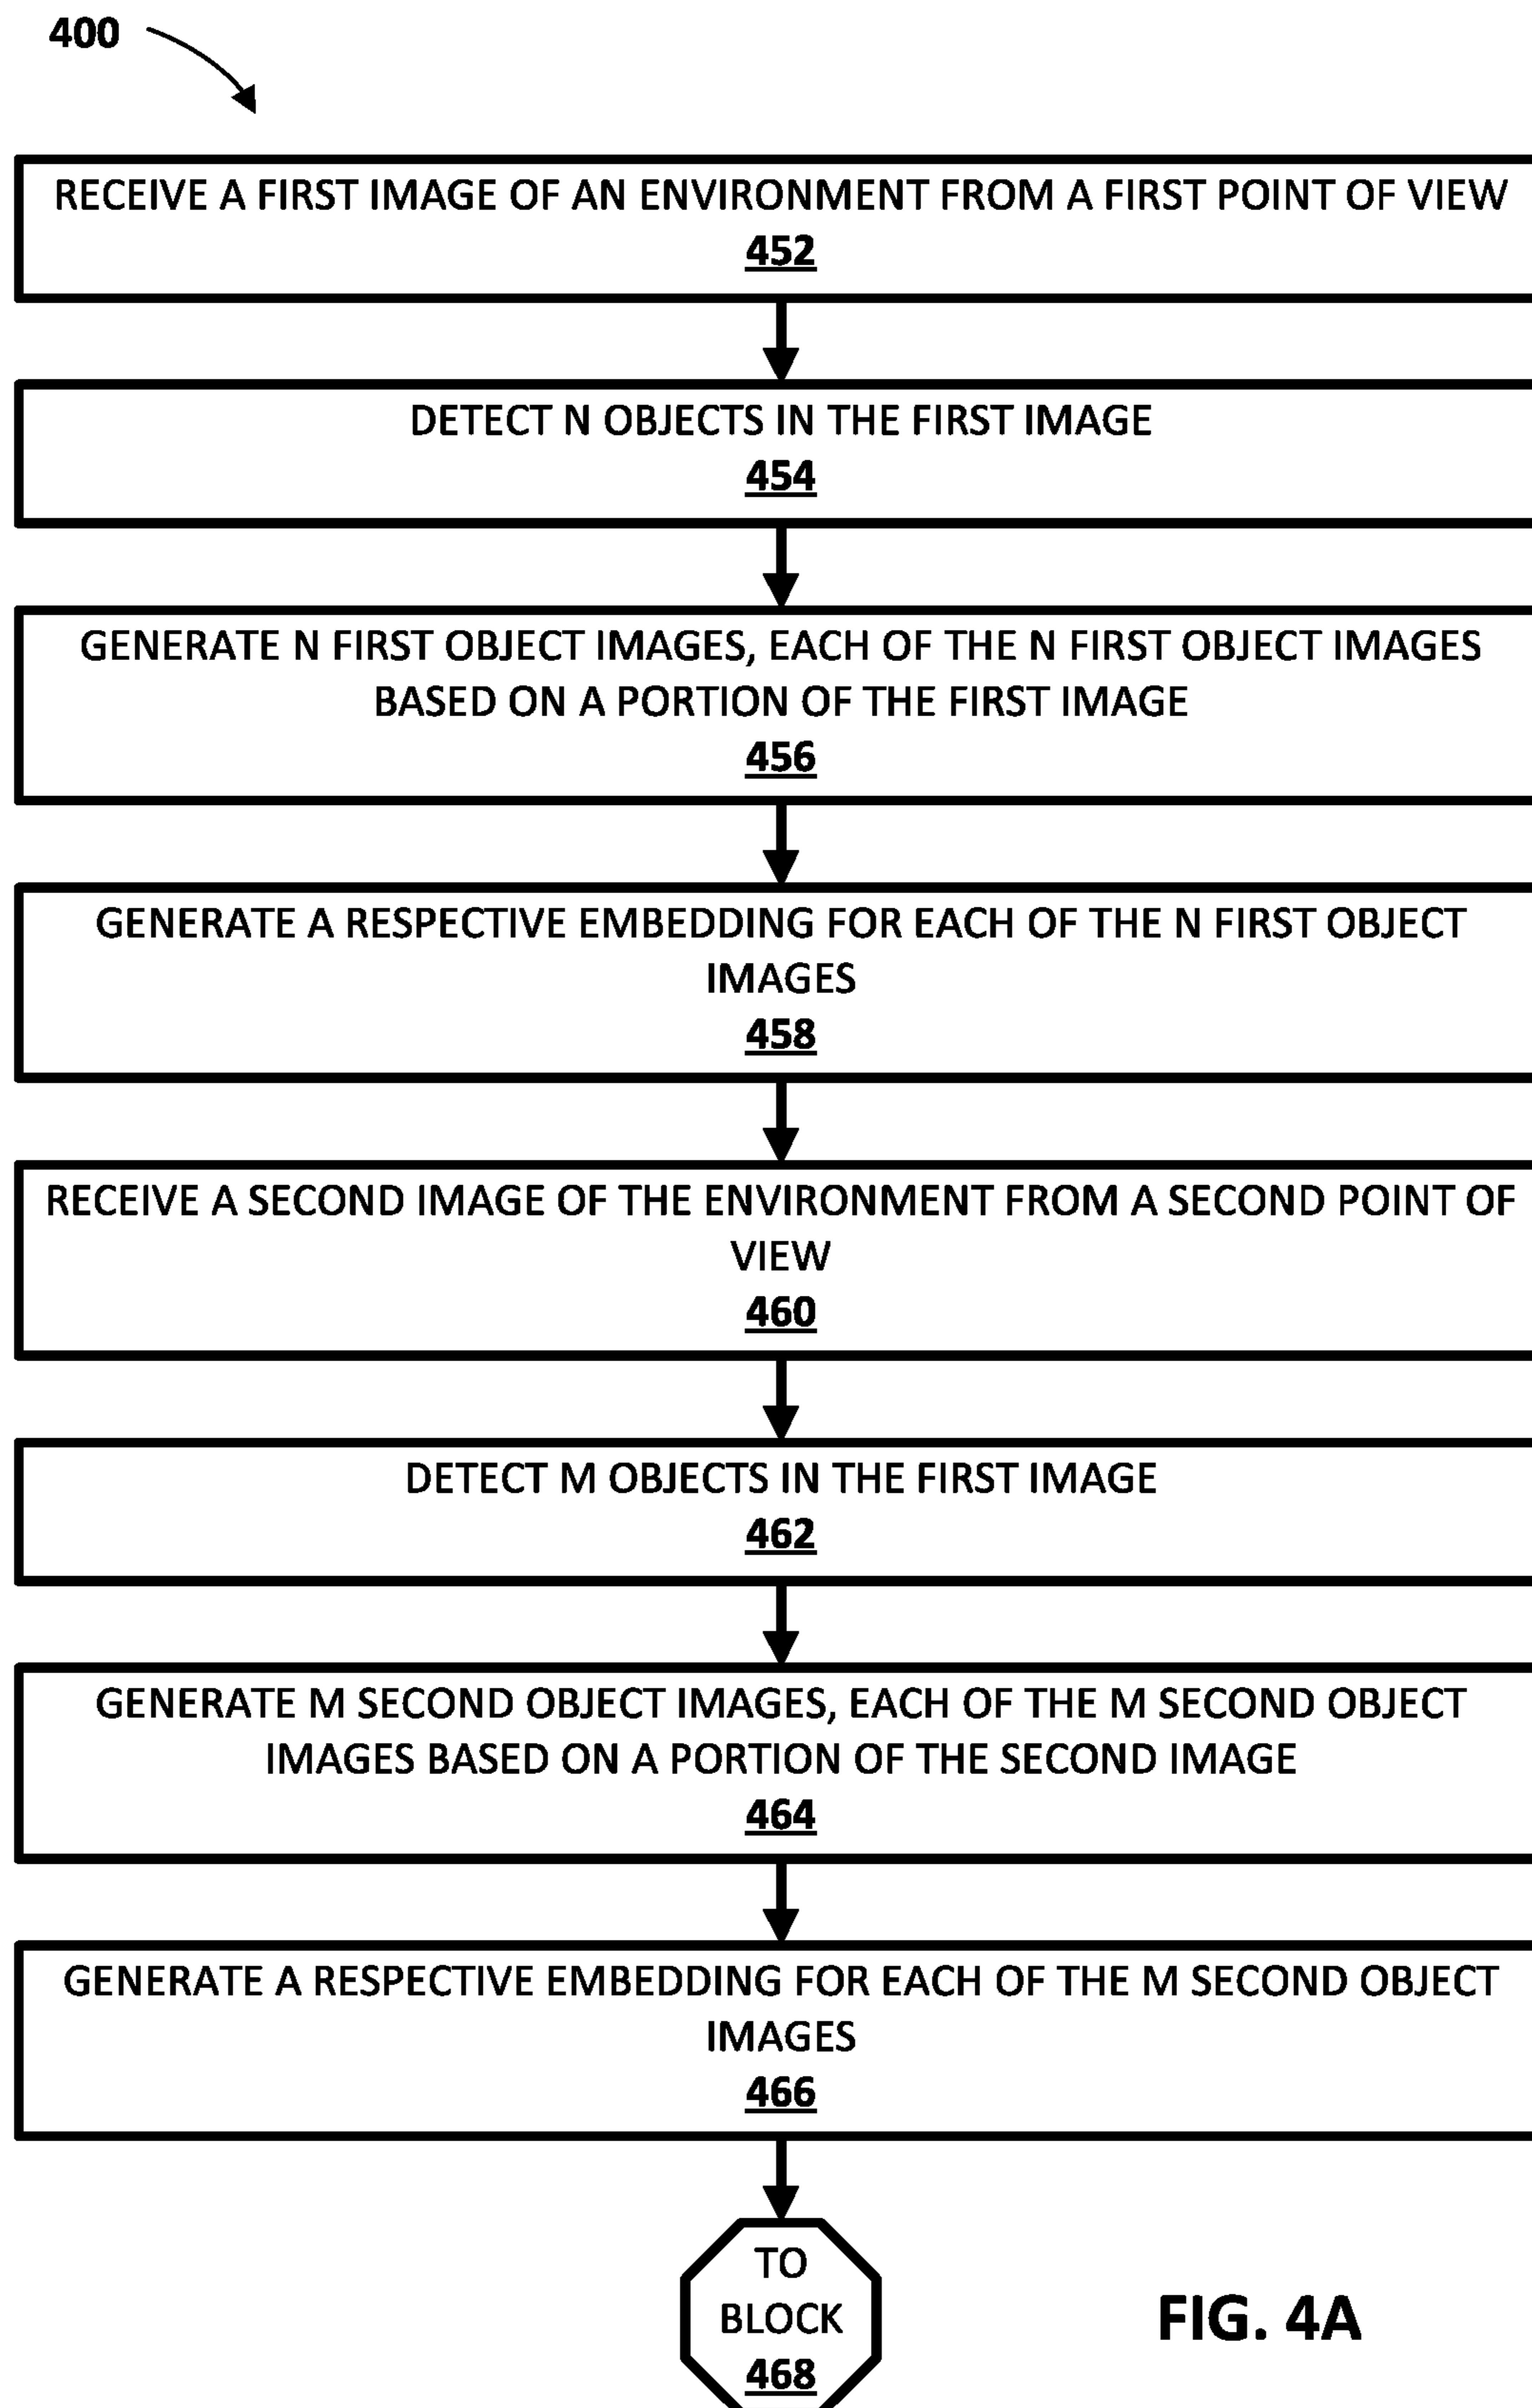 400
RECEIVE A FIRST IMAGE OF AN ENVIRONMENT FROM A FIRST POINT OF VIEW
452
DETECT N OBJECTS IN THE FIRST IMAGE
454
GENERATE N FIRST OBJECT IMAGES, EACH OF THE N FIRST OBJECT IMAGES
BASED ON A PORTION OF THE FIRST IMAGE
456
GENERATE A RESPECTIVE EMBEDDING FOR EACH OF THE N FIRST OBJECT
IMAGES
458
RECEIVE A SECOND IMAGE OF THE ENVIRONMENT FROM A SECOND POINT OF
VIEW
460
DETECT M OBJECTS IN THE FIRST IMAGE
462
GENERATE M SECOND OBJECT IMAGES, EACH OF THE M SECOND OBJECT
IMAGES BASED ON A PORTION OF THE SECOND IMAGE
464
GENERATE A RESPECTIVE EMBEDDING FOR EACH OF THE M SECOND OBJECT
IMAGES
466
TO
BLOCK
468
FIG. 4A